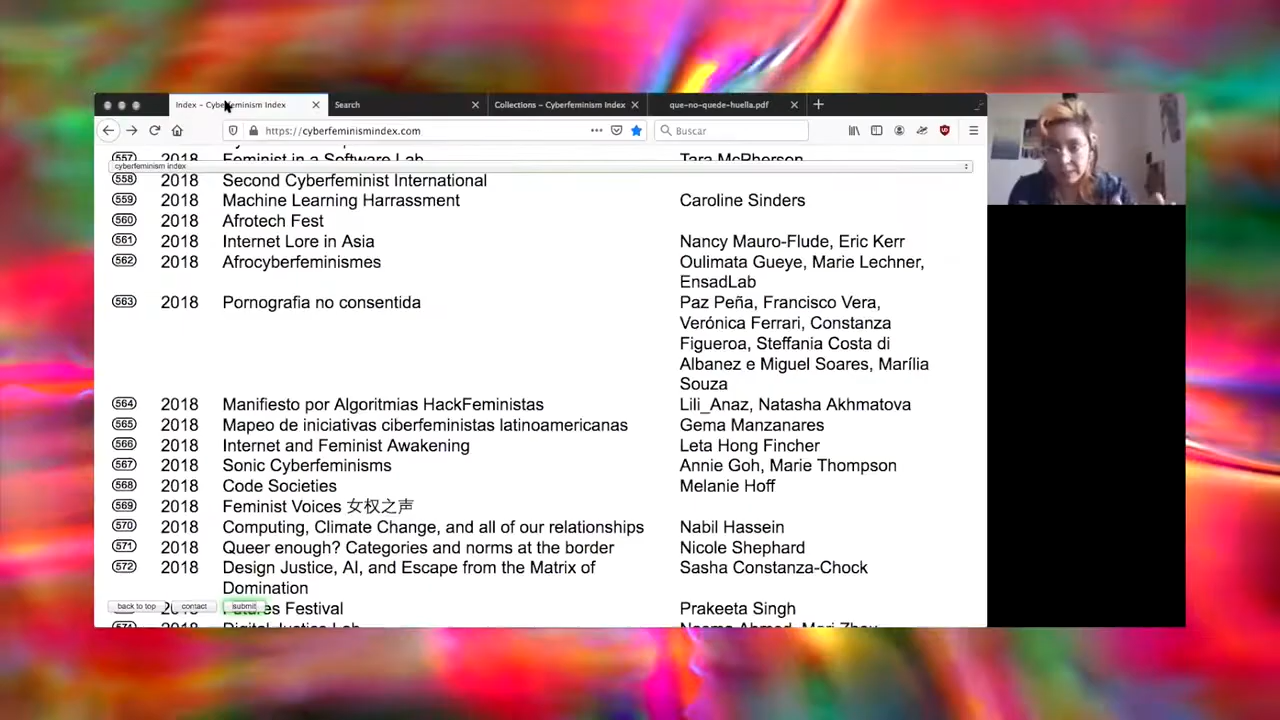 Index – Cyberfeminism Index
Search
Collections – Cyberfeminism Index
que-no-quede-huella.pdf
https://cyberfeminismindex.com
Buscar
557 2018 Feminist in a Software Lab Tara McPherson
cyberfeminism index
558 2018 Second Cyberfeminist International
559 2018 Machine Learning Harrassment Caroline Sinders
560 2018 Afrotech Fest
561 2018 Internet Lore in Asia Nancy Mauro-Flude, Eric Kerr
562 2018 Afrocyberfeminismes Oulimata Gueye, Marie Lechner,
EnsadLab
563 2018 Pornografia no consentida Paz Peña, Francisco Vera,
Verónica Ferrari, Constanza
Figueroa, Steffania Costa di
Albanez e Miguel Soares, Marília
Souza
564 2018 Manifiesto por Algoritmias HackFeministas Lili_Anaz, Natasha Akhmatova
565 2018 Mapeo de iniciativas ciberfeministas latinoamericanas Gema Manzanares
566 2018 Internet and Feminist Awakening Leta Hong Fincher
567 2018 Sonic Cyberfeminisms Annie Goh, Marie Thompson
568 2018 Code Societies Melanie Hoff
569 2018 Feminist Voices 女权之声
570 2018 Computing, Climate Change, and all of our relationships Nabil Hassein
571 2018 Queer enough? Categories and norms at the border Nicole Shephard
572 2018 Design Justice, AI, and Escape from the Matrix of Sasha Constanza-Chock
Domination
back to top contact submit
Futures Festival Prakeeta Singh
Digital Justice Lab